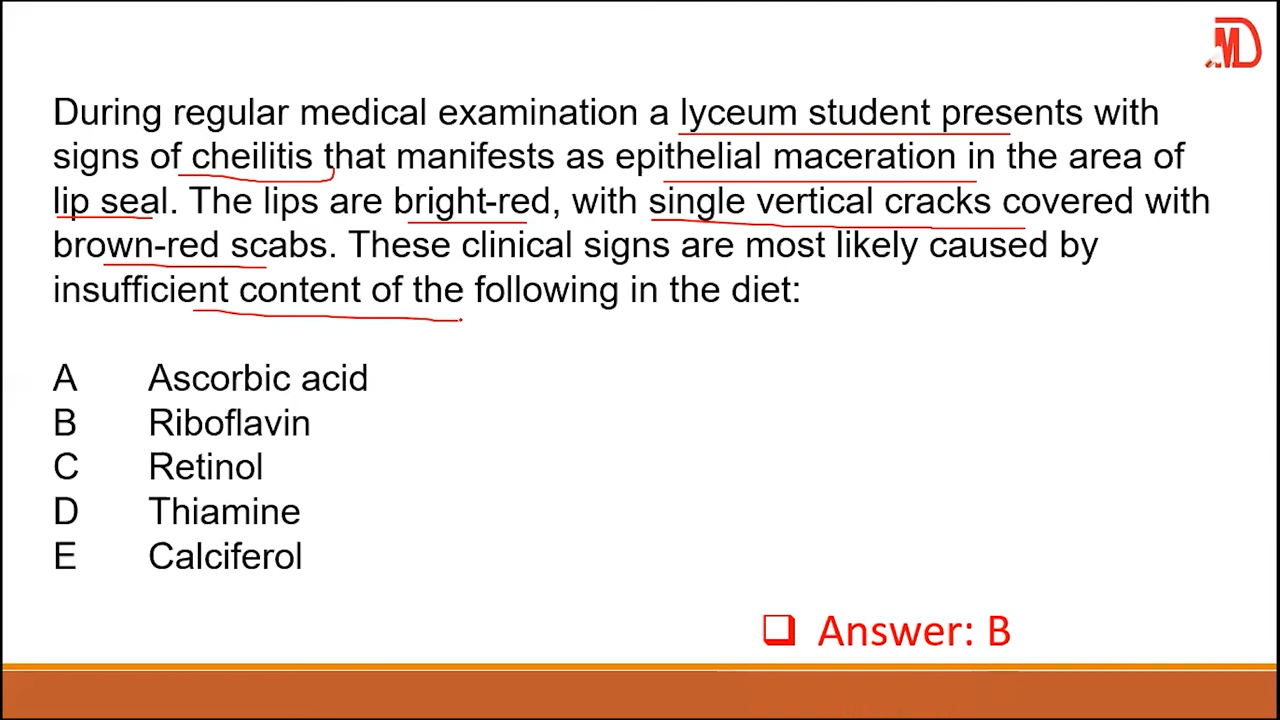 MD
During regular medical examination a lyceum student presents with
signs of cheilitis that manifests as epithelial maceration in the area of
lip seal. The lips are bright-red, with single vertical cracks covered with
brown-red scabs. These clinical signs are most likely caused by
insufficient content of the following in the diet:
A Ascorbic acid
B Riboflavin
C Retinol
D Thiamine
E Calciferol
❑ Answer: B